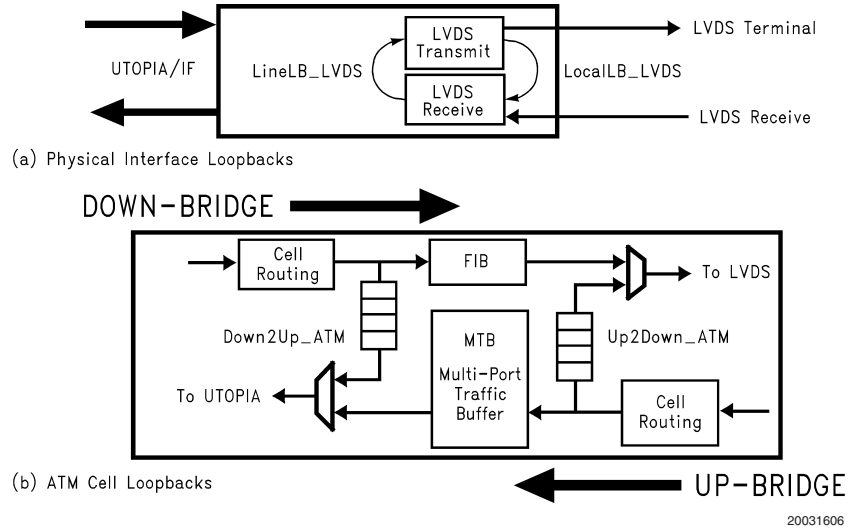 LVDS
Transmit
LVDS Terminal
UTOPIA/IF
LineLB_LVDS
LocalLB_LVDS
LVDS
Receive
LVDS Receive
(a) Physical Interface Loopbacks
DOWN-BRIDGE
Cell
Routing
FIB
To LVDS
Down2Up_ATM
MTB
Multi-Port
Traffic
Buffer
Up2Down_ATM
To UTOPIA
Cell
Routing
(b) ATM Cell Loopbacks
UP-BRIDGE
20031606